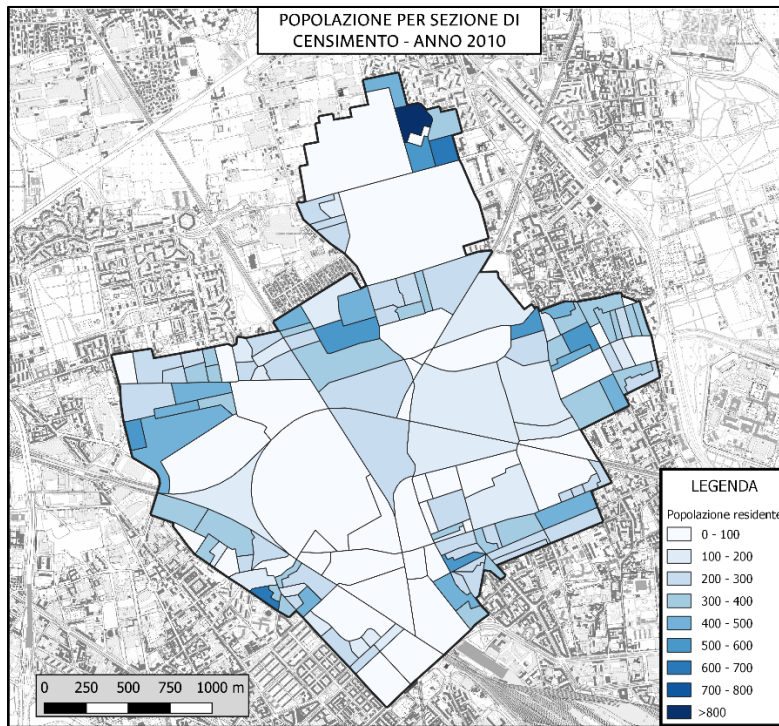 POPOLAZIONE PER SEZIONE DI
CENSIMENTO - ANNO 2010
LEGENDA
Popolazione residente
0 - 100
100 - 200
200 - 300
300 - 400
400 - 500
500 - 600
600 - 700
700 - 800
>800
0 250 500 750 1000 m